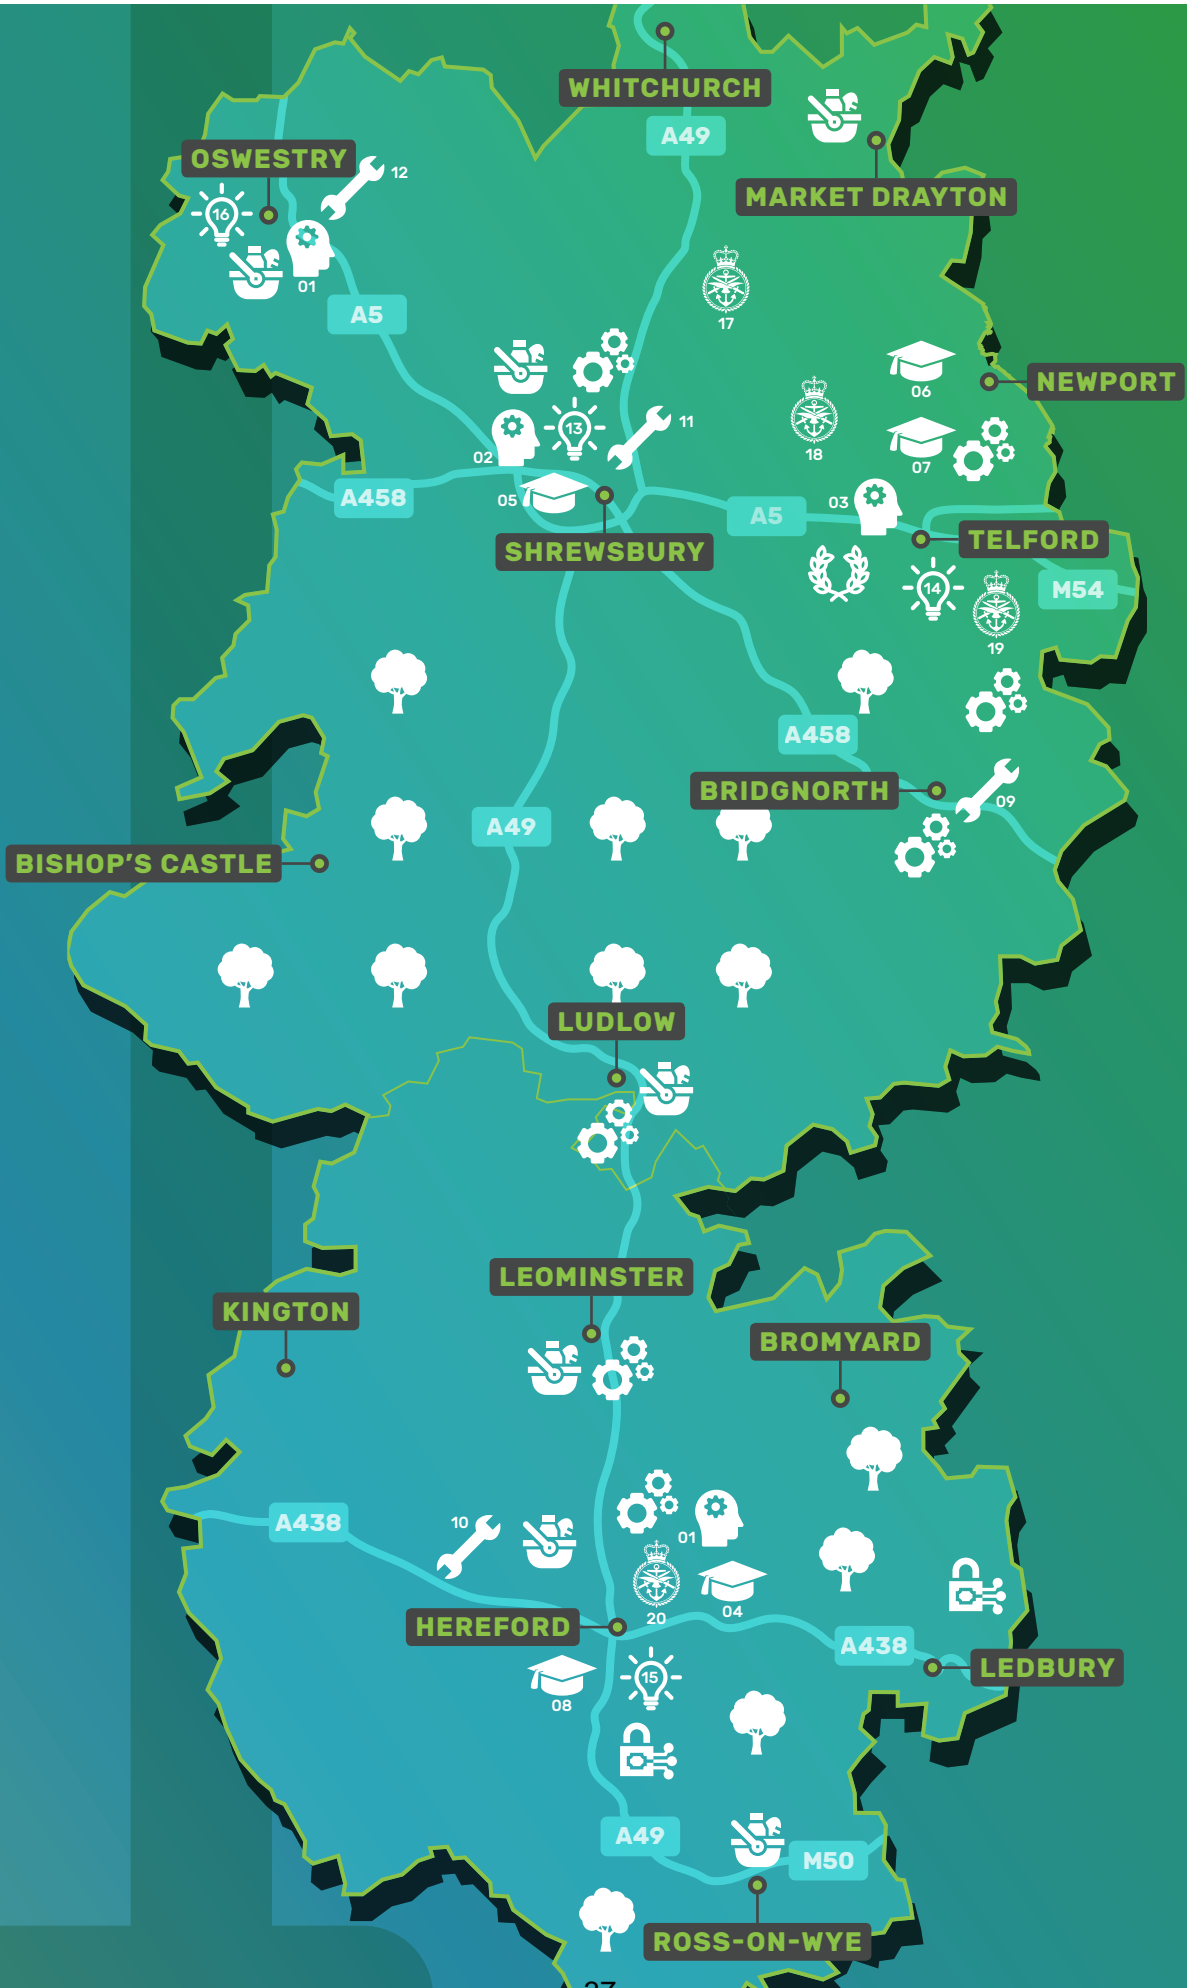 WHITCHURCH
A49
OSWESTRY
12
MARKET DRAYTON
16
01
A5
17
NEWPORT
06
11
13
18
02
07
A458
05
A5
03
SHREWSBURY
TELFORD
14
M54
19
A458
BRIDGNORTH
09
A49
BISHOP'S CASTLE
LUDLOW
LEOMINSTER
KINGTON
BROMYARD
A438
10
01
20
04
HEREFORD
A438
LEDBURY
15
08
A49
M50
ROSS-ON-WYE